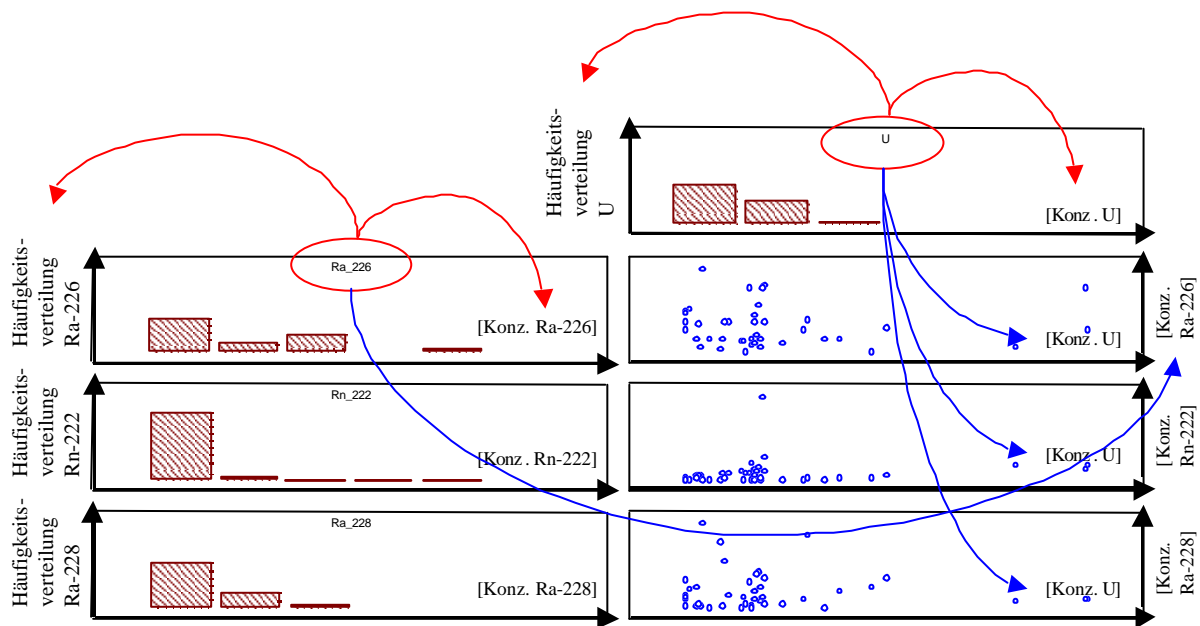 Häufigkeits-
verteilung
U
U
[Konz. U]
Häufigkeits-
verteilung
Ra-226
Ra_226
[Konz. Ra-226]
[Konz. U]
[Konz.
Ra-226]
Häufigkeits-
verteilung
Rn-222
Rn_222
[Konz. Rn-222]
[Konz. U]
[Konz.
Rn-222]
Häufigkeits-
verteilung
Ra-228
Ra_228
[Konz. Ra-228]
[Konz. U]
[Konz.
Ra-228]